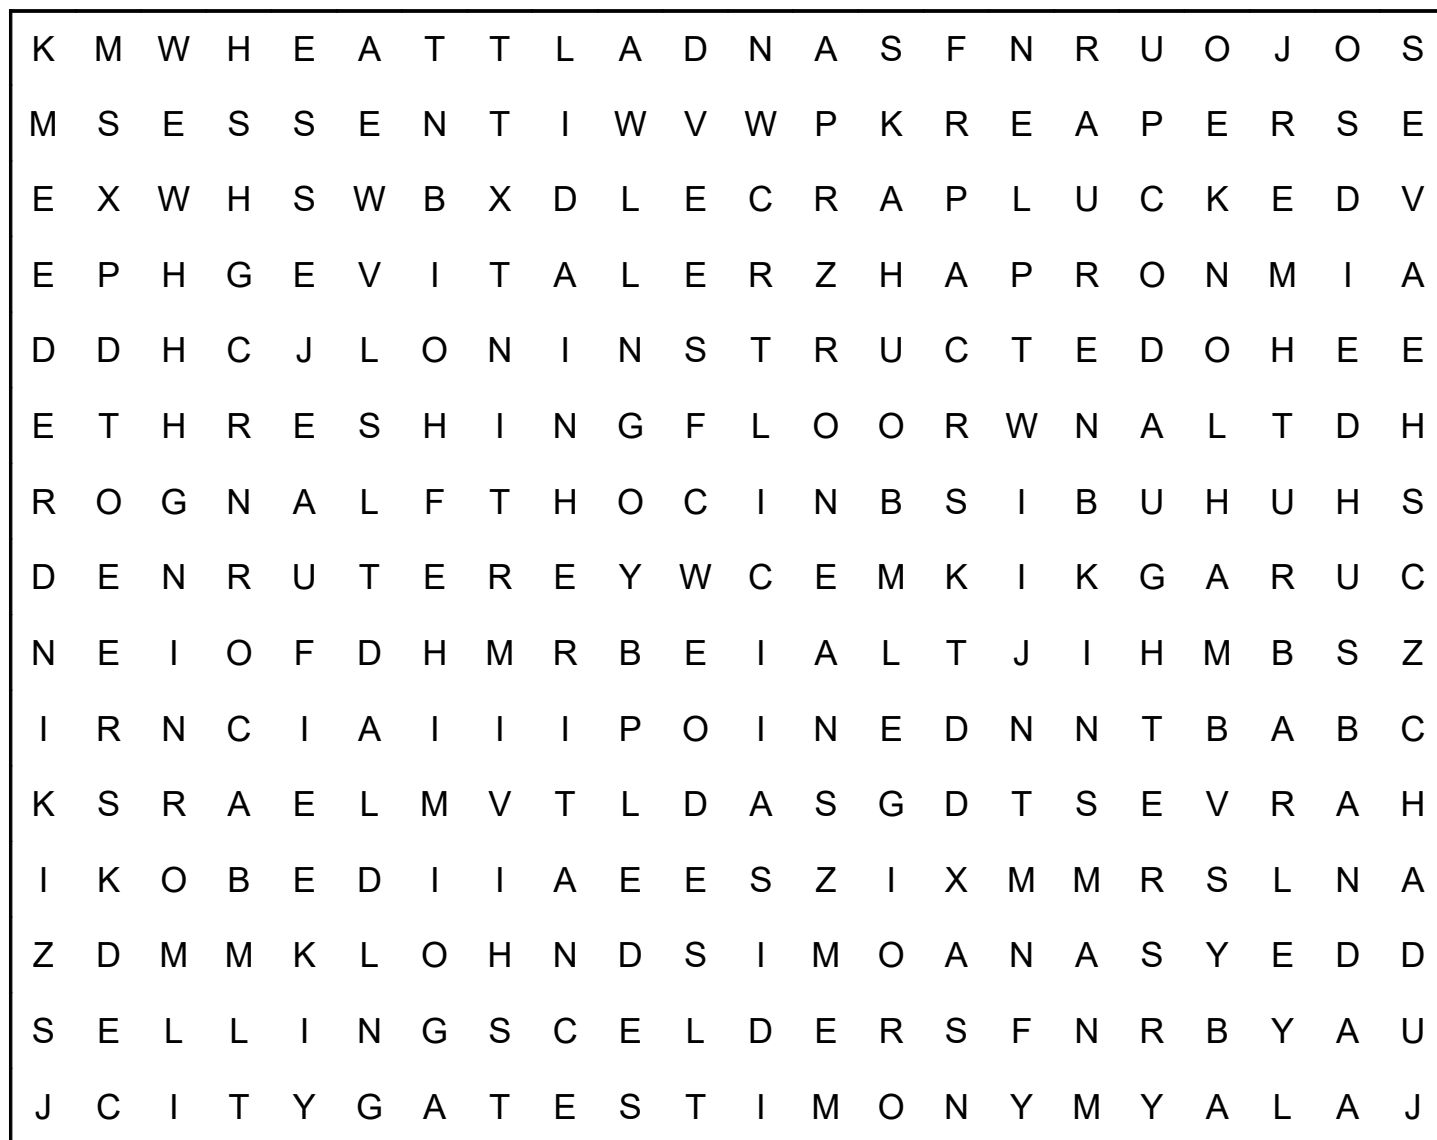 K M W H E A T T L A D N A S F N R U O J O S
M S E S S E N T I W V W P K R E A P E R S E
E X W H S W B X D L E C R A P L U C K E D V
E P H G E V I T A L E R Z H A P R O N M I A
D D H C J L O N I N S T R U C T E D O H E E
E T H R E S H I N G F L O O R W N A L T D H
R O G N A L F T H O C I N B S I B U H U H S
D E N R U T E R E Y W C E M K I K G A R U C
N E I O F D H M R B E I A L T J I H M B S Z
I R N C I A I I I P O I N E D N N T B A B C
K S R A E L M V T L D A S G D T S E V R A H
I K O B E D I I A E E S Z I X M M R S L N A
Z D M M K L O H N D S I M O A N A S Y E D D
S E L L I N G S C E L D E R S F N R B Y A U
J C I T Y G A T E S T I M O N Y M Y A L A J